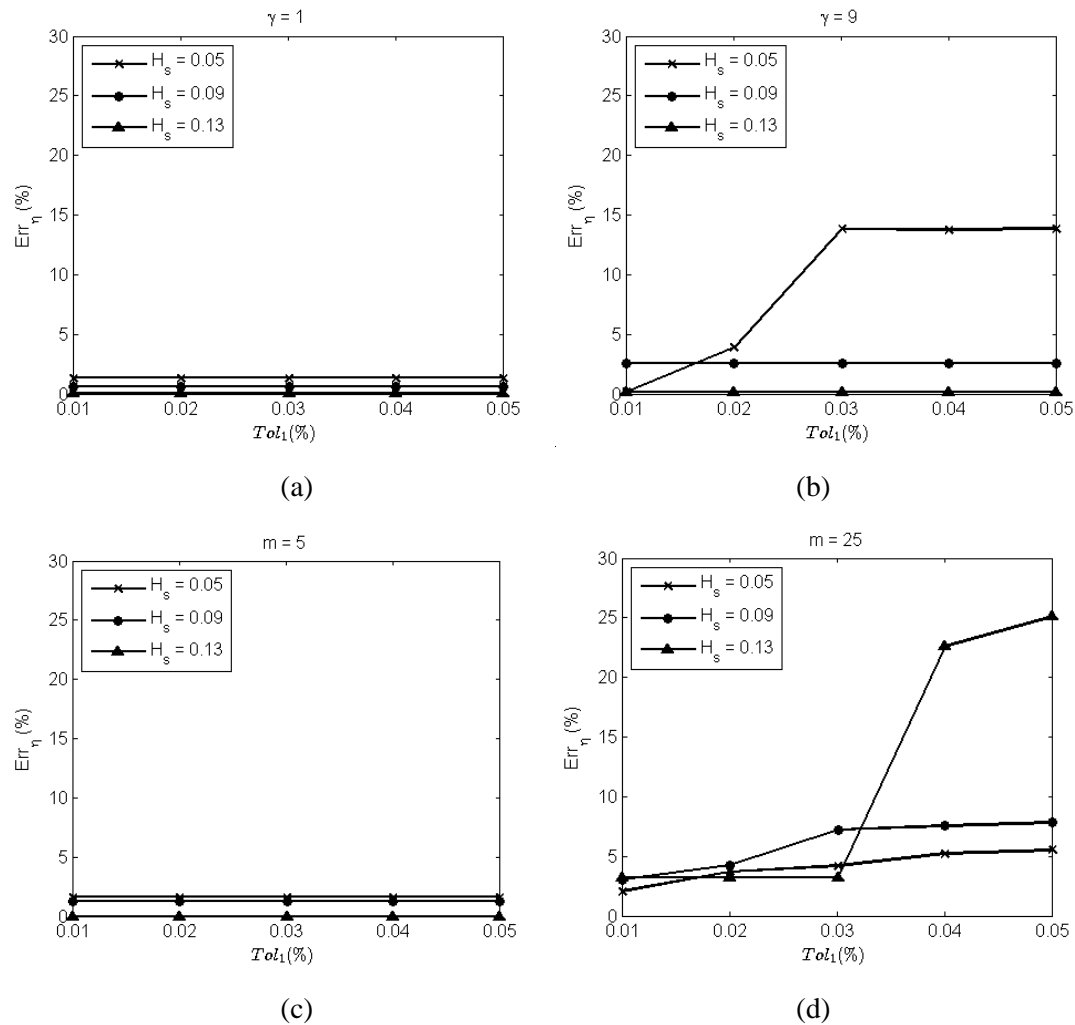 γ = 1
H_s = 0.05
H_s = 0.09
H_s = 0.13
Err_η (%)
30
25
20
15
10
5
0
0.01 0.02 0.03 0.04 0.05
Tol₁(%)
(a)
γ = 9
H_s = 0.05
H_s = 0.09
H_s = 0.13
Err_η (%)
30
25
20
15
10
5
0
0.01 0.02 0.03 0.04 0.05
Tol₁(%)
(b)
m = 5
H_s = 0.05
H_s = 0.09
H_s = 0.13
Err_η (%)
30
25
20
15
10
5
0
0.01 0.02 0.03 0.04 0.05
Tol₁(%)
(c)
m = 25
H_s = 0.05
H_s = 0.09
H_s = 0.13
Err_η (%)
30
25
20
15
10
5
0
0.01 0.02 0.03 0.04 0.05
Tol₁(%)
(d)